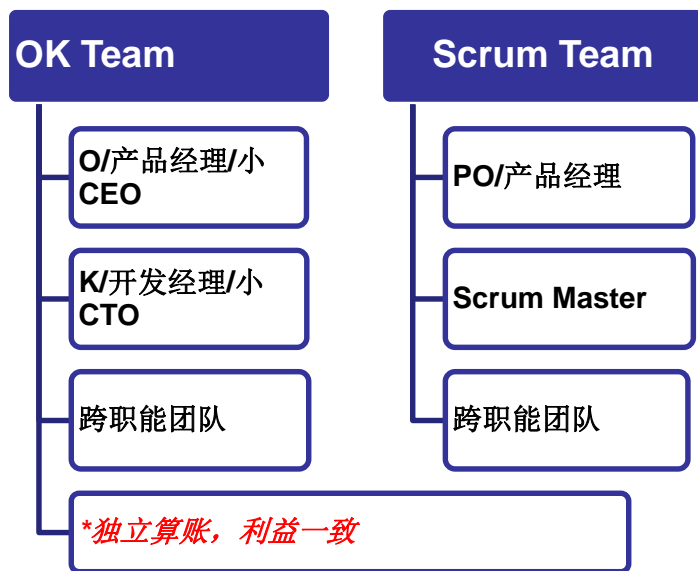 OK Team
O/产品经理/小
CEO
K/开发经理/小
CTO
跨职能团队
*独立算账，利益一致
Scrum Team
PO/产品经理
Scrum Master
跨职能团队